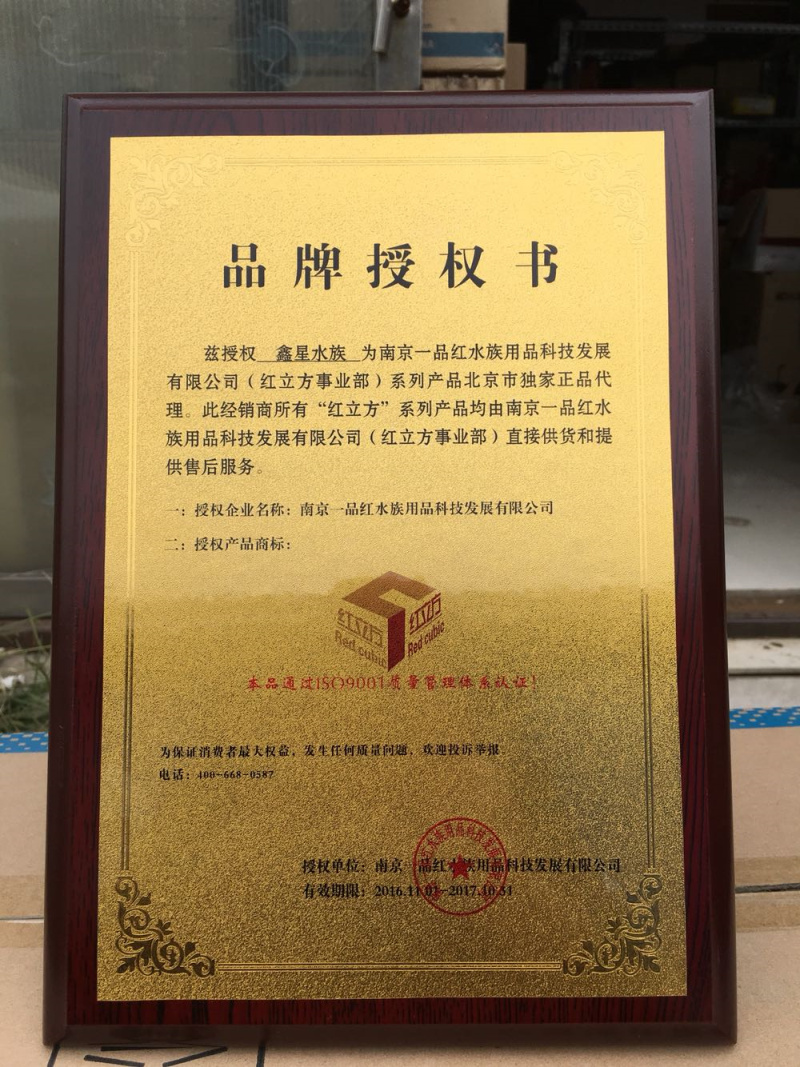 品牌授权书
兹授权 鑫星水族 为南京一品红水族用品科技发展
有限公司（红立方事业部）系列产品北京市独家正品代
理。此经销商所有“红立方”系列产品均由南京一品红水
族用品科技发展有限公司（红立方事业部）直接供货和提
供售后服务。
一：授权企业名称：南京一品红水族用品科技发展有限公司
二：授权产品商标：
红立方 红立方
Red cubic Red cubic
本品通过ISO9001质量管理体系认证！
为保证消费者最大权益，发生任何质量问题，欢迎投诉举报。
电话：400-668-0587
授权单位：南京一品红水族用品科技发展有限公司
有效期限：2016.11.01-2017.10.31